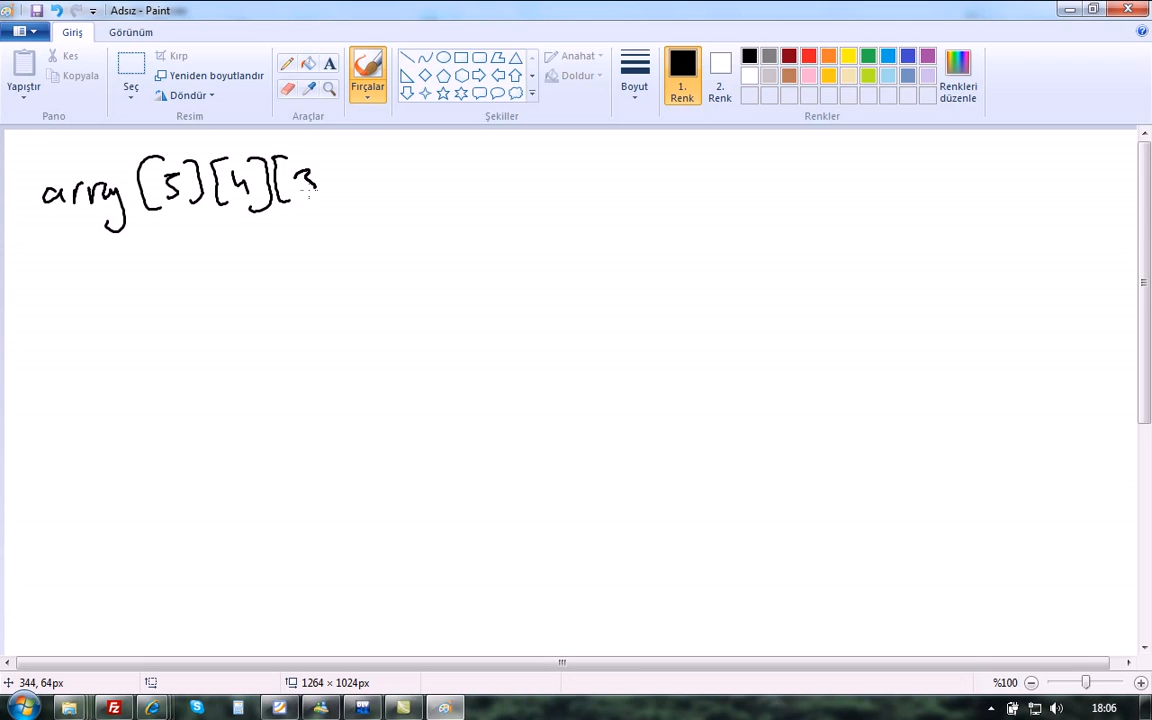 Adsız - Paint
Giriş Görünüm
Yapıştır Kes Kopyala Seç Kırp Yeniden boyutlandır Döndür Fırçalar Anahat Doldur Boyut 1. Renk 2. Renk Renkleri düzenle
Pano Resim Araçlar Şekiller Renkler
array [5][4][3
344, 64px 1264 × 1024px %100
18:06